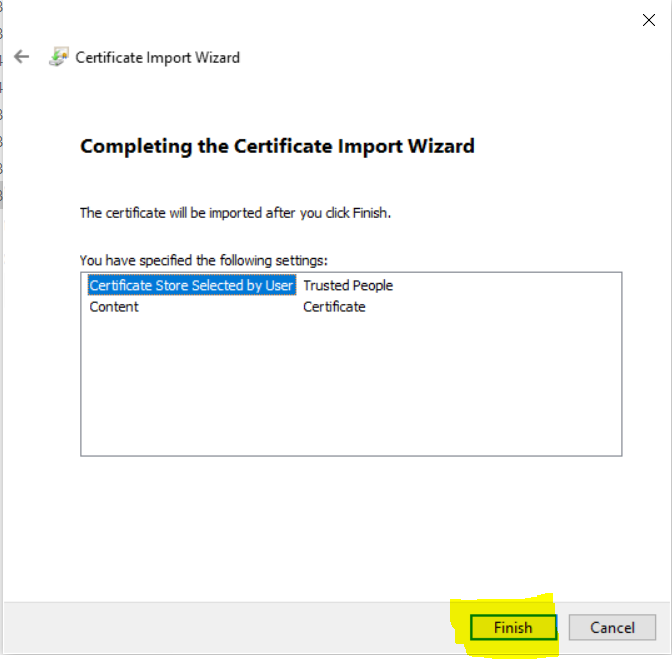 Certificate Import Wizard
Completing the Certificate Import Wizard
The certificate will be imported after you click Finish.
You have specified the following settings:
Certificate Store Selected by User Trusted People
Content Certificate
Finish Cancel